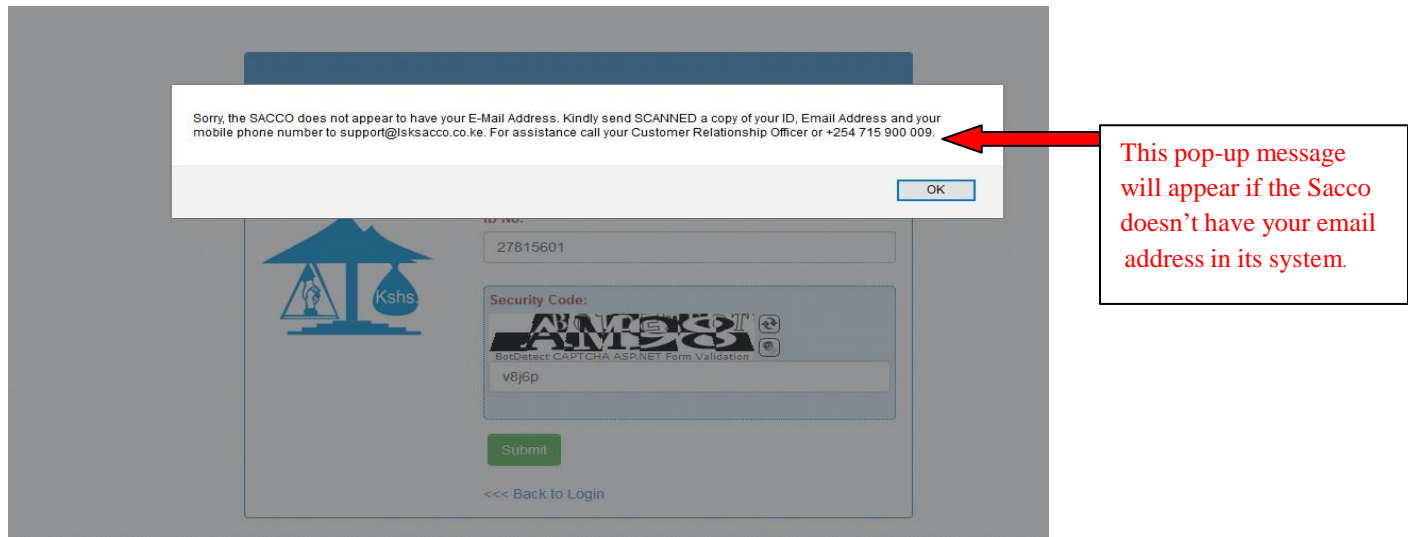 Sorry, the SACCO does not appear to have your E-Mail Address. Kindly send SCANNED a copy of your ID, Email Address and your
mobile phone number to support@lsksacco.co.ke. For assistance call your Customer Relationship Officer or +254 715 900 009.
OK
This pop-up message
will appear if the Sacco
doesn't have your email
address in its system.
ID No:
27815601
Kshs.
Security Code:
BotDetect CAPTCHA ASP.NET Form Validation
v8j6p
Submit
<<< Back to Login